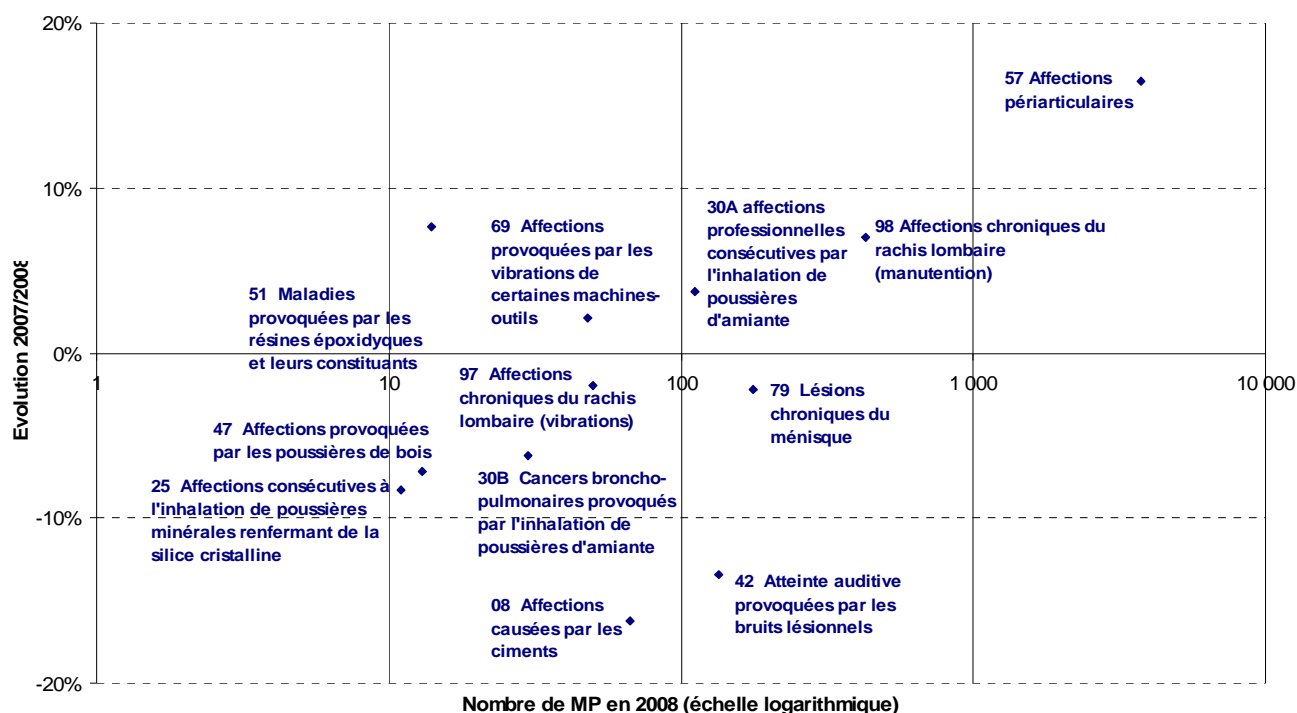 20%
57 Affections
périarticulaires
10%
69 Affections
provoquées par les
vibrations de
certaines machines-
outils
30A affections
professionnelles
consécutives par
l'inhalation de
poussières
d'amiante
98 Affections chroniques du
rachis lombaire
(manutention)
51 Maladies
provoquées par les
résines époxidyques
et leurs constituants
0%
1
10
100
1 000
10 000
97 Affections
chroniques du rachis
lombaire (vibrations)
79 Lésions
chroniques du
ménisque
47 Affections provoquées
par les poussières de bois
25 Affections consécutives à
l'inhalation de poussières
minérales renfermant de la
silice cristalline
30B Cancers broncho-
pulmonaires provoqués
par l'inhalation de
poussières d'amiante
-10%
08 Affections
causées par les
ciments
42 Atteinte auditive
provoquées par les
bruits lésionnels
-20%
Evolution 2007/2008
Nombre de MP en 2008 (échelle logarithmique)